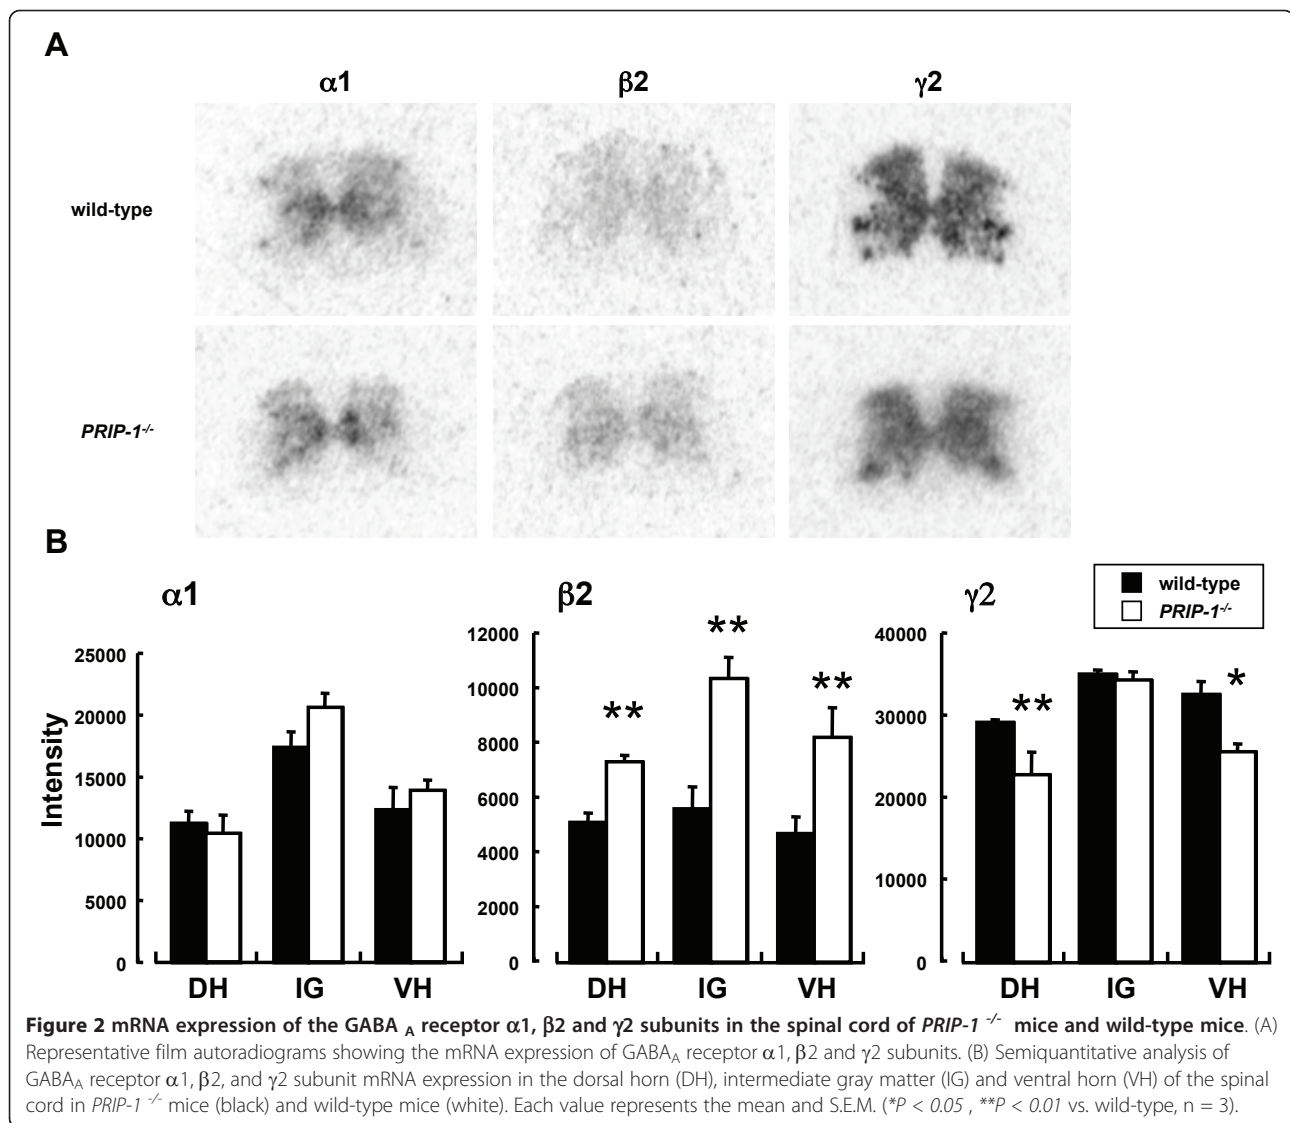 A
α1 β2 γ2
wild-type
PRIP-1-/-
B
α1
β2
γ2
wild-type
PRIP-1-/-
Intensity
25000
20000
15000
10000
5000
0
DH IG VH
12000
10000
8000
6000
4000
2000
0
** ** **
DH IG VH
40000
30000
20000
10000
0
** *
DH IG VH
Figure 2 mRNA expression of the GABA A receptor α1, β2 and γ2 subunits in the spinal cord of PRIP-1 -/- mice and wild-type mice. (A)
Representative film autoradiograms showing the mRNA expression of GABAA receptor α1, β2 and γ2 subunits. (B) Semiquantitative analysis of
GABAA receptor α1, β2, and γ2 subunit mRNA expression in the dorsal horn (DH), intermediate gray matter (IG) and ventral horn (VH) of the spinal
cord in PRIP-1 -/- mice (black) and wild-type mice (white). Each value represents the mean and S.E.M. (*P < 0.05 , **P < 0.01 vs. wild-type, n = 3).